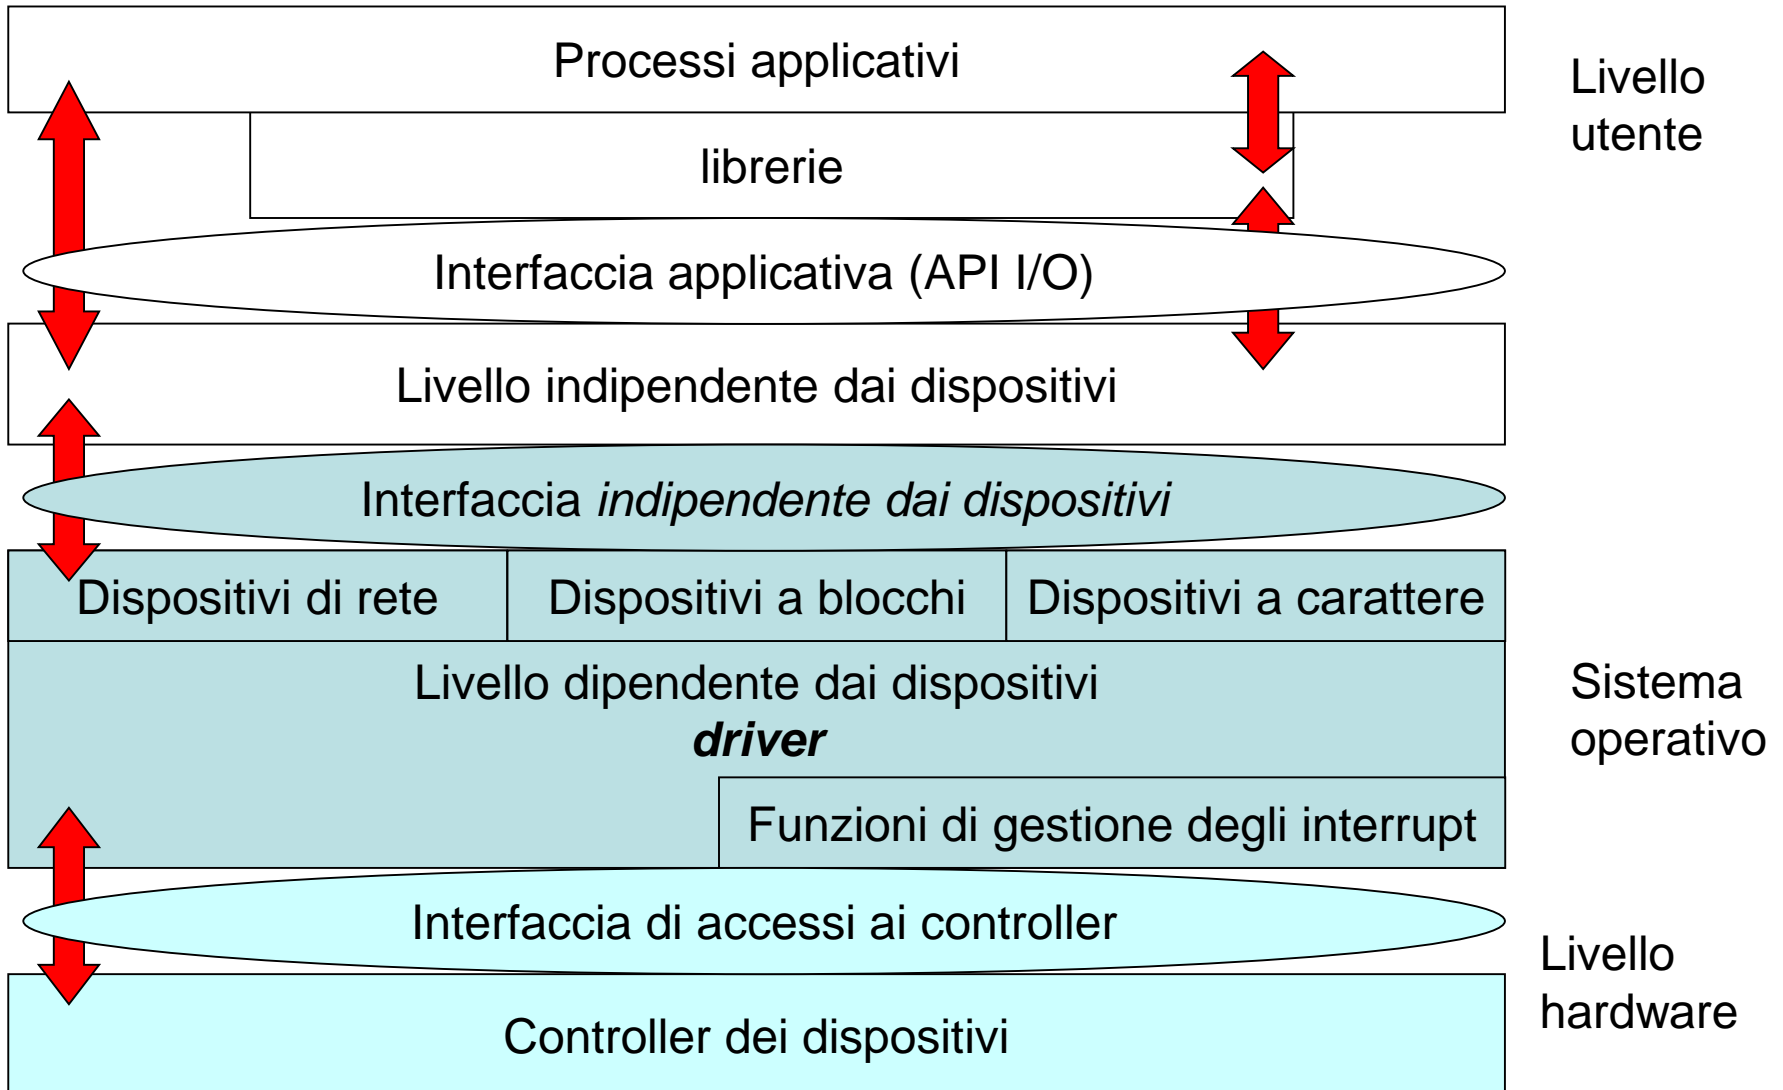 Processi applicativi
Livello
utente
librerie
Interfaccia applicativa (API I/O)
Livello indipendente dai dispositivi
Interfaccia indipendente dai dispositivi
Dispositivi di rete
Dispositivi a blocchi
Dispositivi a carattere
Livello dipendente dai dispositivi
driver
Sistema
operativo
Funzioni di gestione degli interrupt
Interfaccia di accessi ai controller
Livello
hardware
Controller dei dispositivi